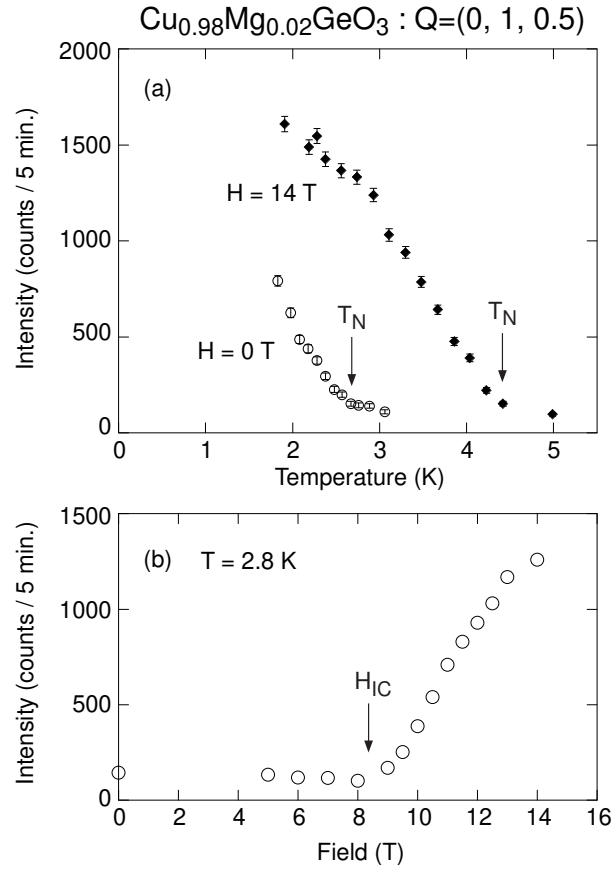 Cu0.98Mg0.02GeO3 : Q=(0, 1, 0.5)
2000
(a)
1500
H = 14 T
1000
TN
TN
500
H = 0 T
0
0 1 2 3 4 5
Temperature (K)
Intensity (counts / 5 min.)
1500
(b) T = 2.8 K
1000
HIC
500
0
0 2 4 6 8 10 12 14 16
Field (T)
Intensity (counts / 5 min.)